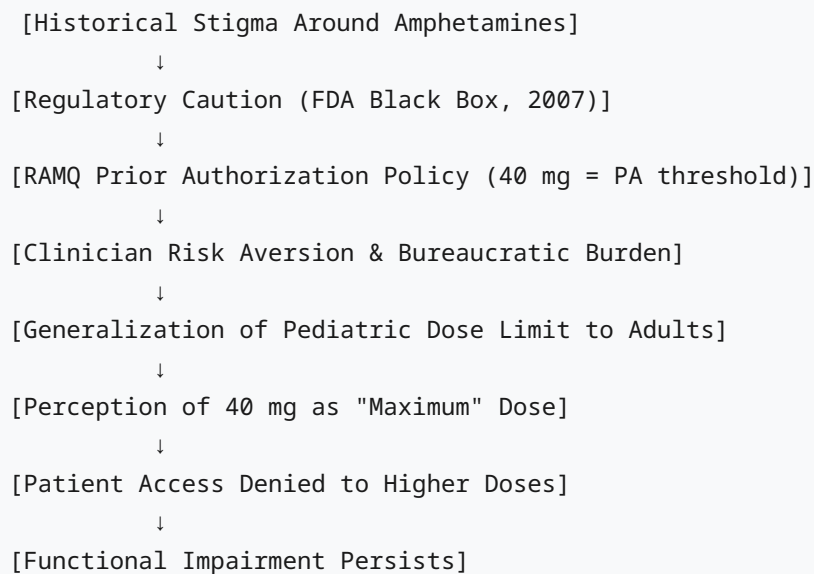 [Historical Stigma Around Amphetamines]
↓
[Regulatory Caution (FDA Black Box, 2007)]
↓
[RAMQ Prior Authorization Policy (40 mg = PA threshold)]
↓
[Clinician Risk Aversion & Bureaucratic Burden]
↓
[Generalization of Pediatric Dose Limit to Adults]
↓
[Perception of 40 mg as "Maximum" Dose]
↓
[Patient Access Denied to Higher Doses]
↓
[Functional Impairment Persists]